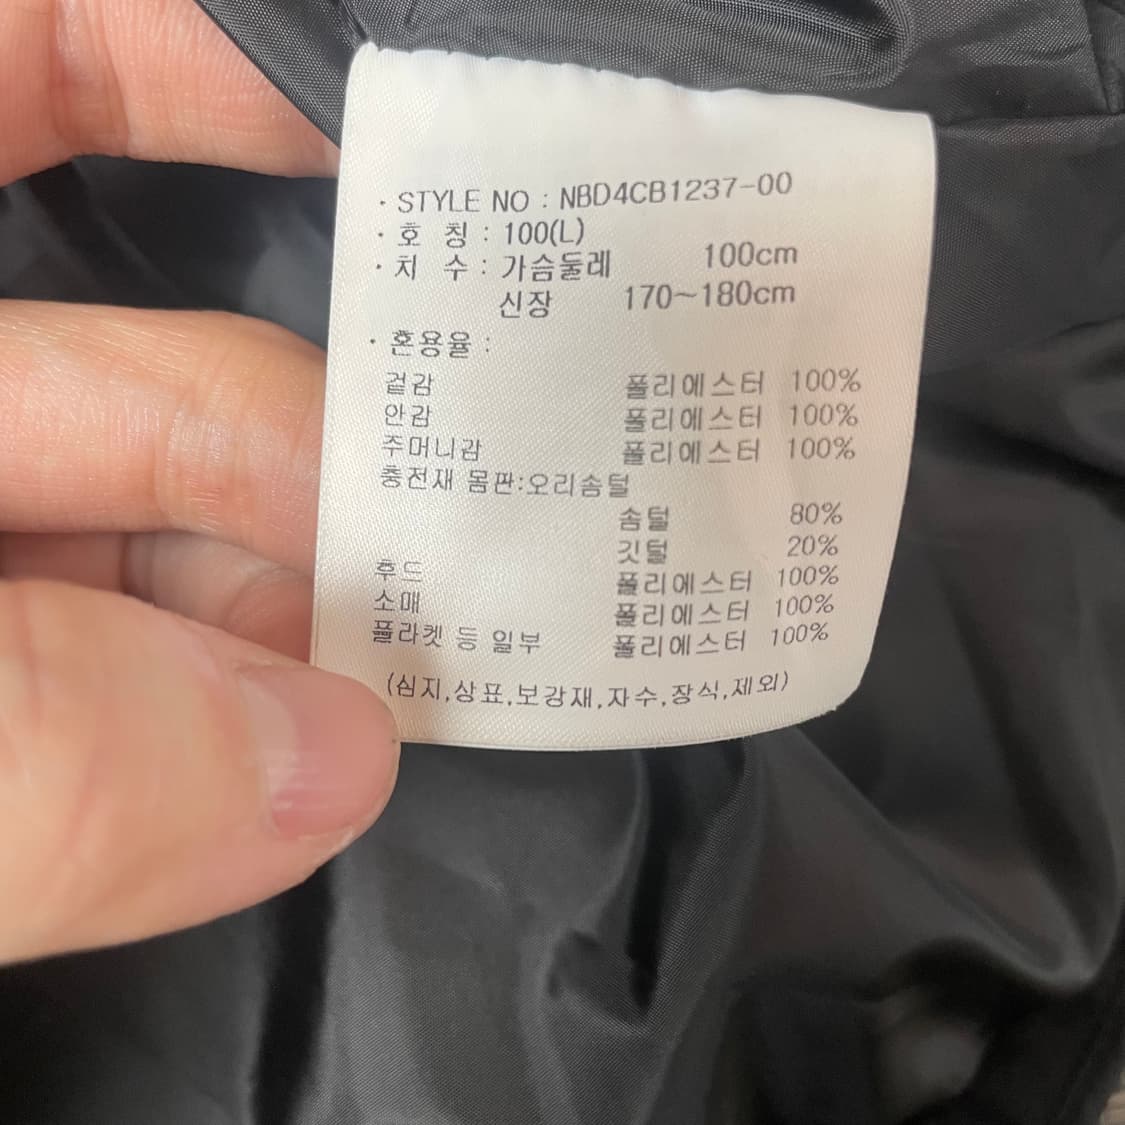 · STYLE NO : NBD4CB1237-00
· 호 칭 : 100(L)
· 치 수 : 가슴둘레 100cm
신장 170~180cm
· 혼용율 :
겉감 폴리에스터 100%
안감 폴리에스터 100%
주머니감 폴리에스터 100%
충전재 몸판:오리솜털
솜털 80%
깃털 20%
후드 폴리에스터 100%
소매 폴리에스터 100%
플라켓 등 일부 폴리에스터 100%
(심지,상표,보강재,자수,장식,제외)